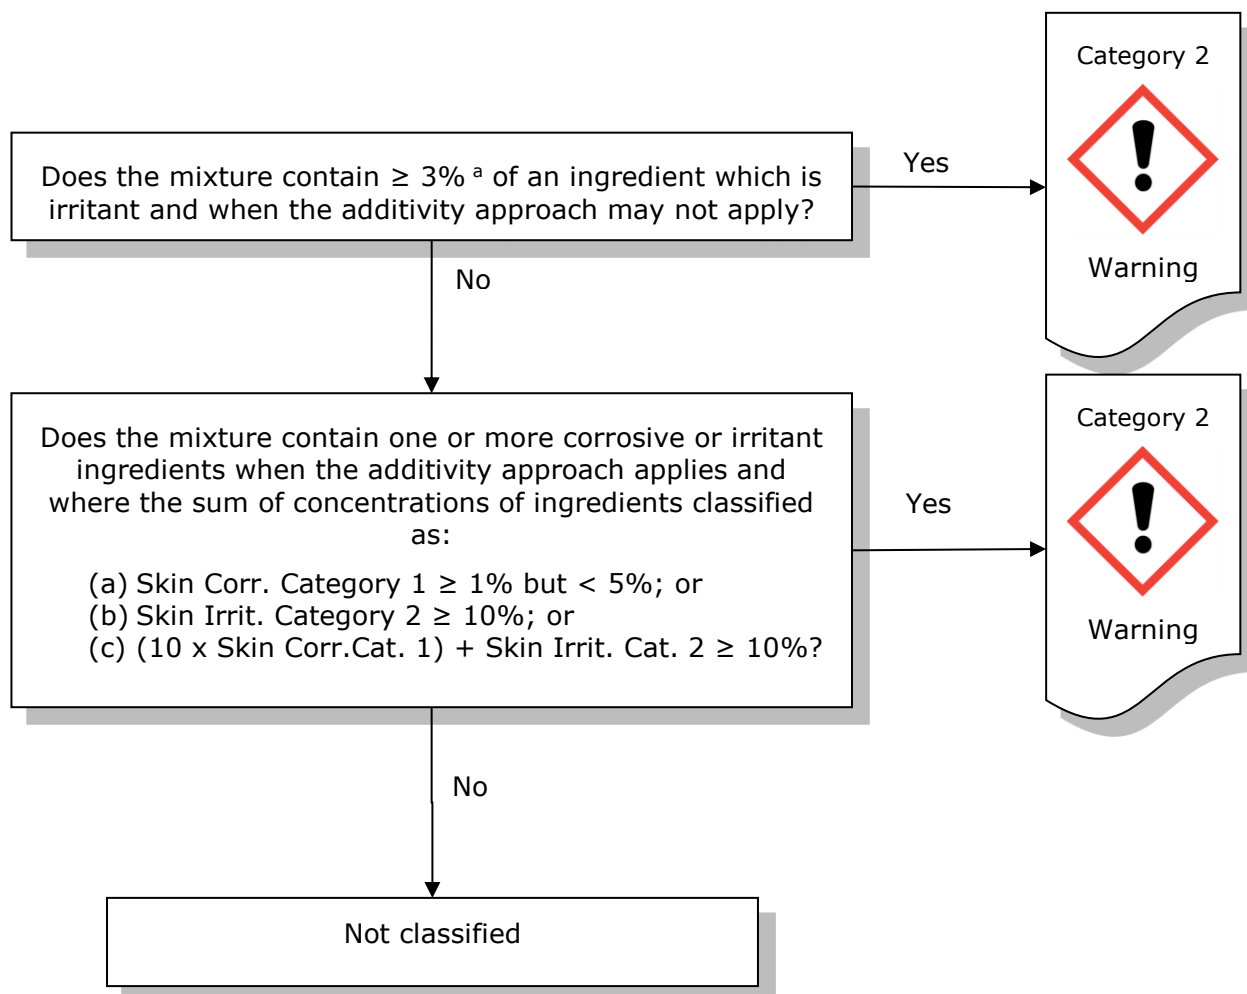 Category 2
Warning
Does the mixture contain ≥ 3% ª of an ingredient which is
irritant and when the additivity approach may not apply?
Yes
No
Does the mixture contain one or more corrosive or irritant
ingredients when the additivity approach applies and
where the sum of concentrations of ingredients classified
as:
(a) Skin Corr. Category 1 ≥ 1% but < 5%; or
(b) Skin Irrit. Category 2 ≥ 10%; or
(c) (10 x Skin Corr.Cat. 1) + Skin Irrit. Cat. 2 ≥ 10%?
Yes
Category 2
Warning
No
Not classified